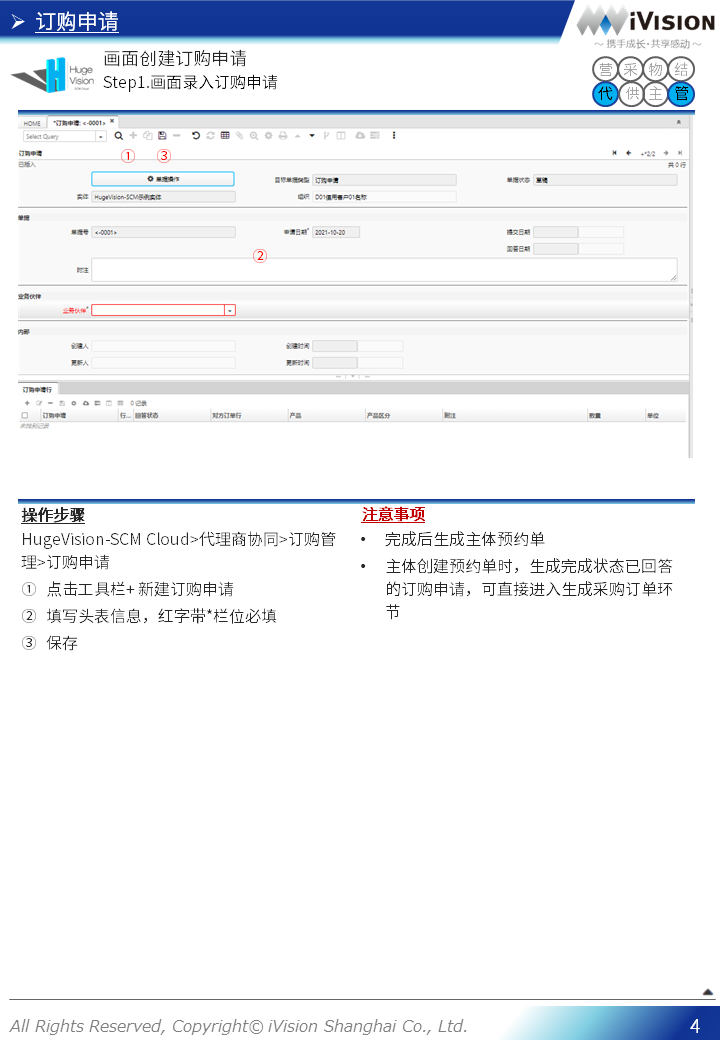 订购申请
iVISION
～ 携手成长·共享感动 ～
Huge
Vision
画面创建订购申请
Step1.画面录入订购申请
营 采 物 结
代 供 主 管
HOME *订购申请: <-0001> ×
Select Query
① ③
订购申请
+*2/2
已插入 共 0 行
单据操作 目标单据类型 订购申请 单据状态 草稿
实体 HugeVision-SCM示例实体 组织 D01信用客户01名称
单据
单据号 <-0001> 申请日期* 2021-10-20 提交日期
回答日期
②
附注
业务伙伴
业务伙伴*
内部
创建人 创建时间
更新人 更新时间
订购申请行
0记录
订购申请 行... 回答状态 对方订单行 产品 产品区分 附注 数量 单位
未找到记录
操作步骤
HugeVision-SCM Cloud>代理商协同>订购管
理>订购申请
① 点击工具栏+ 新建订购申请
② 填写头表信息，红字带*栏位必填
③ 保存
注意事项
• 完成后生成主体预约单
• 主体创建预约单时，生成完成状态已回答
的订购申请，可直接进入生成采购订单环
节
All Rights Reserved, Copyright© iVision Shanghai Co., Ltd.
4